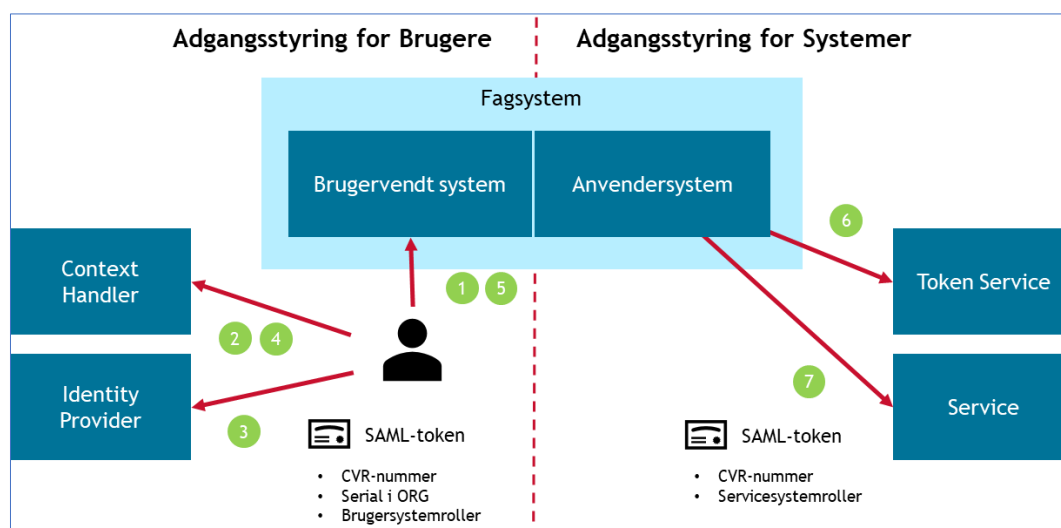 Adgangsstyring for Brugere
Adgangsstyring for Systemer
Fagsystem
Brugervendt system
Anvendersystem
6
Context
Handler
Token Service
1 5
2 4
7
Identity
Provider
Service
3
SAML-token
• CVR-nummer
• Serial i ORG
• Brugersystemroller
SAML-token
• CVR-nummer
• Servicesystemroller